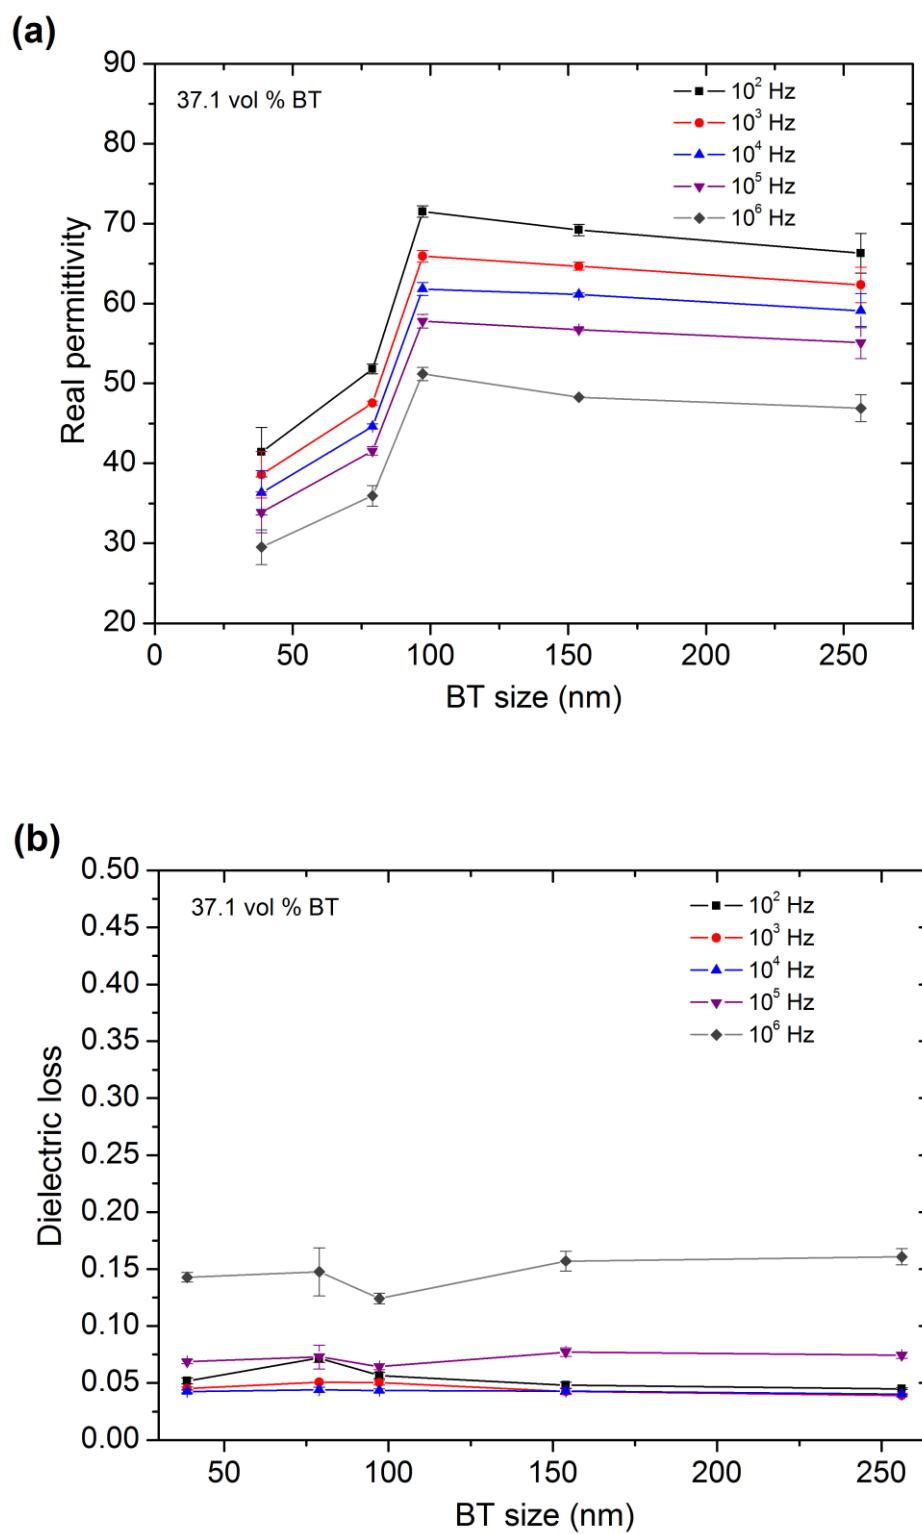 (a)
90
80
70
60
50
40
30
20
Real permittivity
37.1 vol % BT
10² Hz
10³ Hz
10⁴ Hz
10⁵ Hz
10⁶ Hz
0 50 100 150 200 250
BT size (nm)
(b)
0.50
0.45
0.40
0.35
0.30
0.25
0.20
0.15
0.10
0.05
0.00
Dielectric loss
37.1 vol % BT
10² Hz
10³ Hz
10⁴ Hz
10⁵ Hz
10⁶ Hz
50 100 150 200 250
BT size (nm)